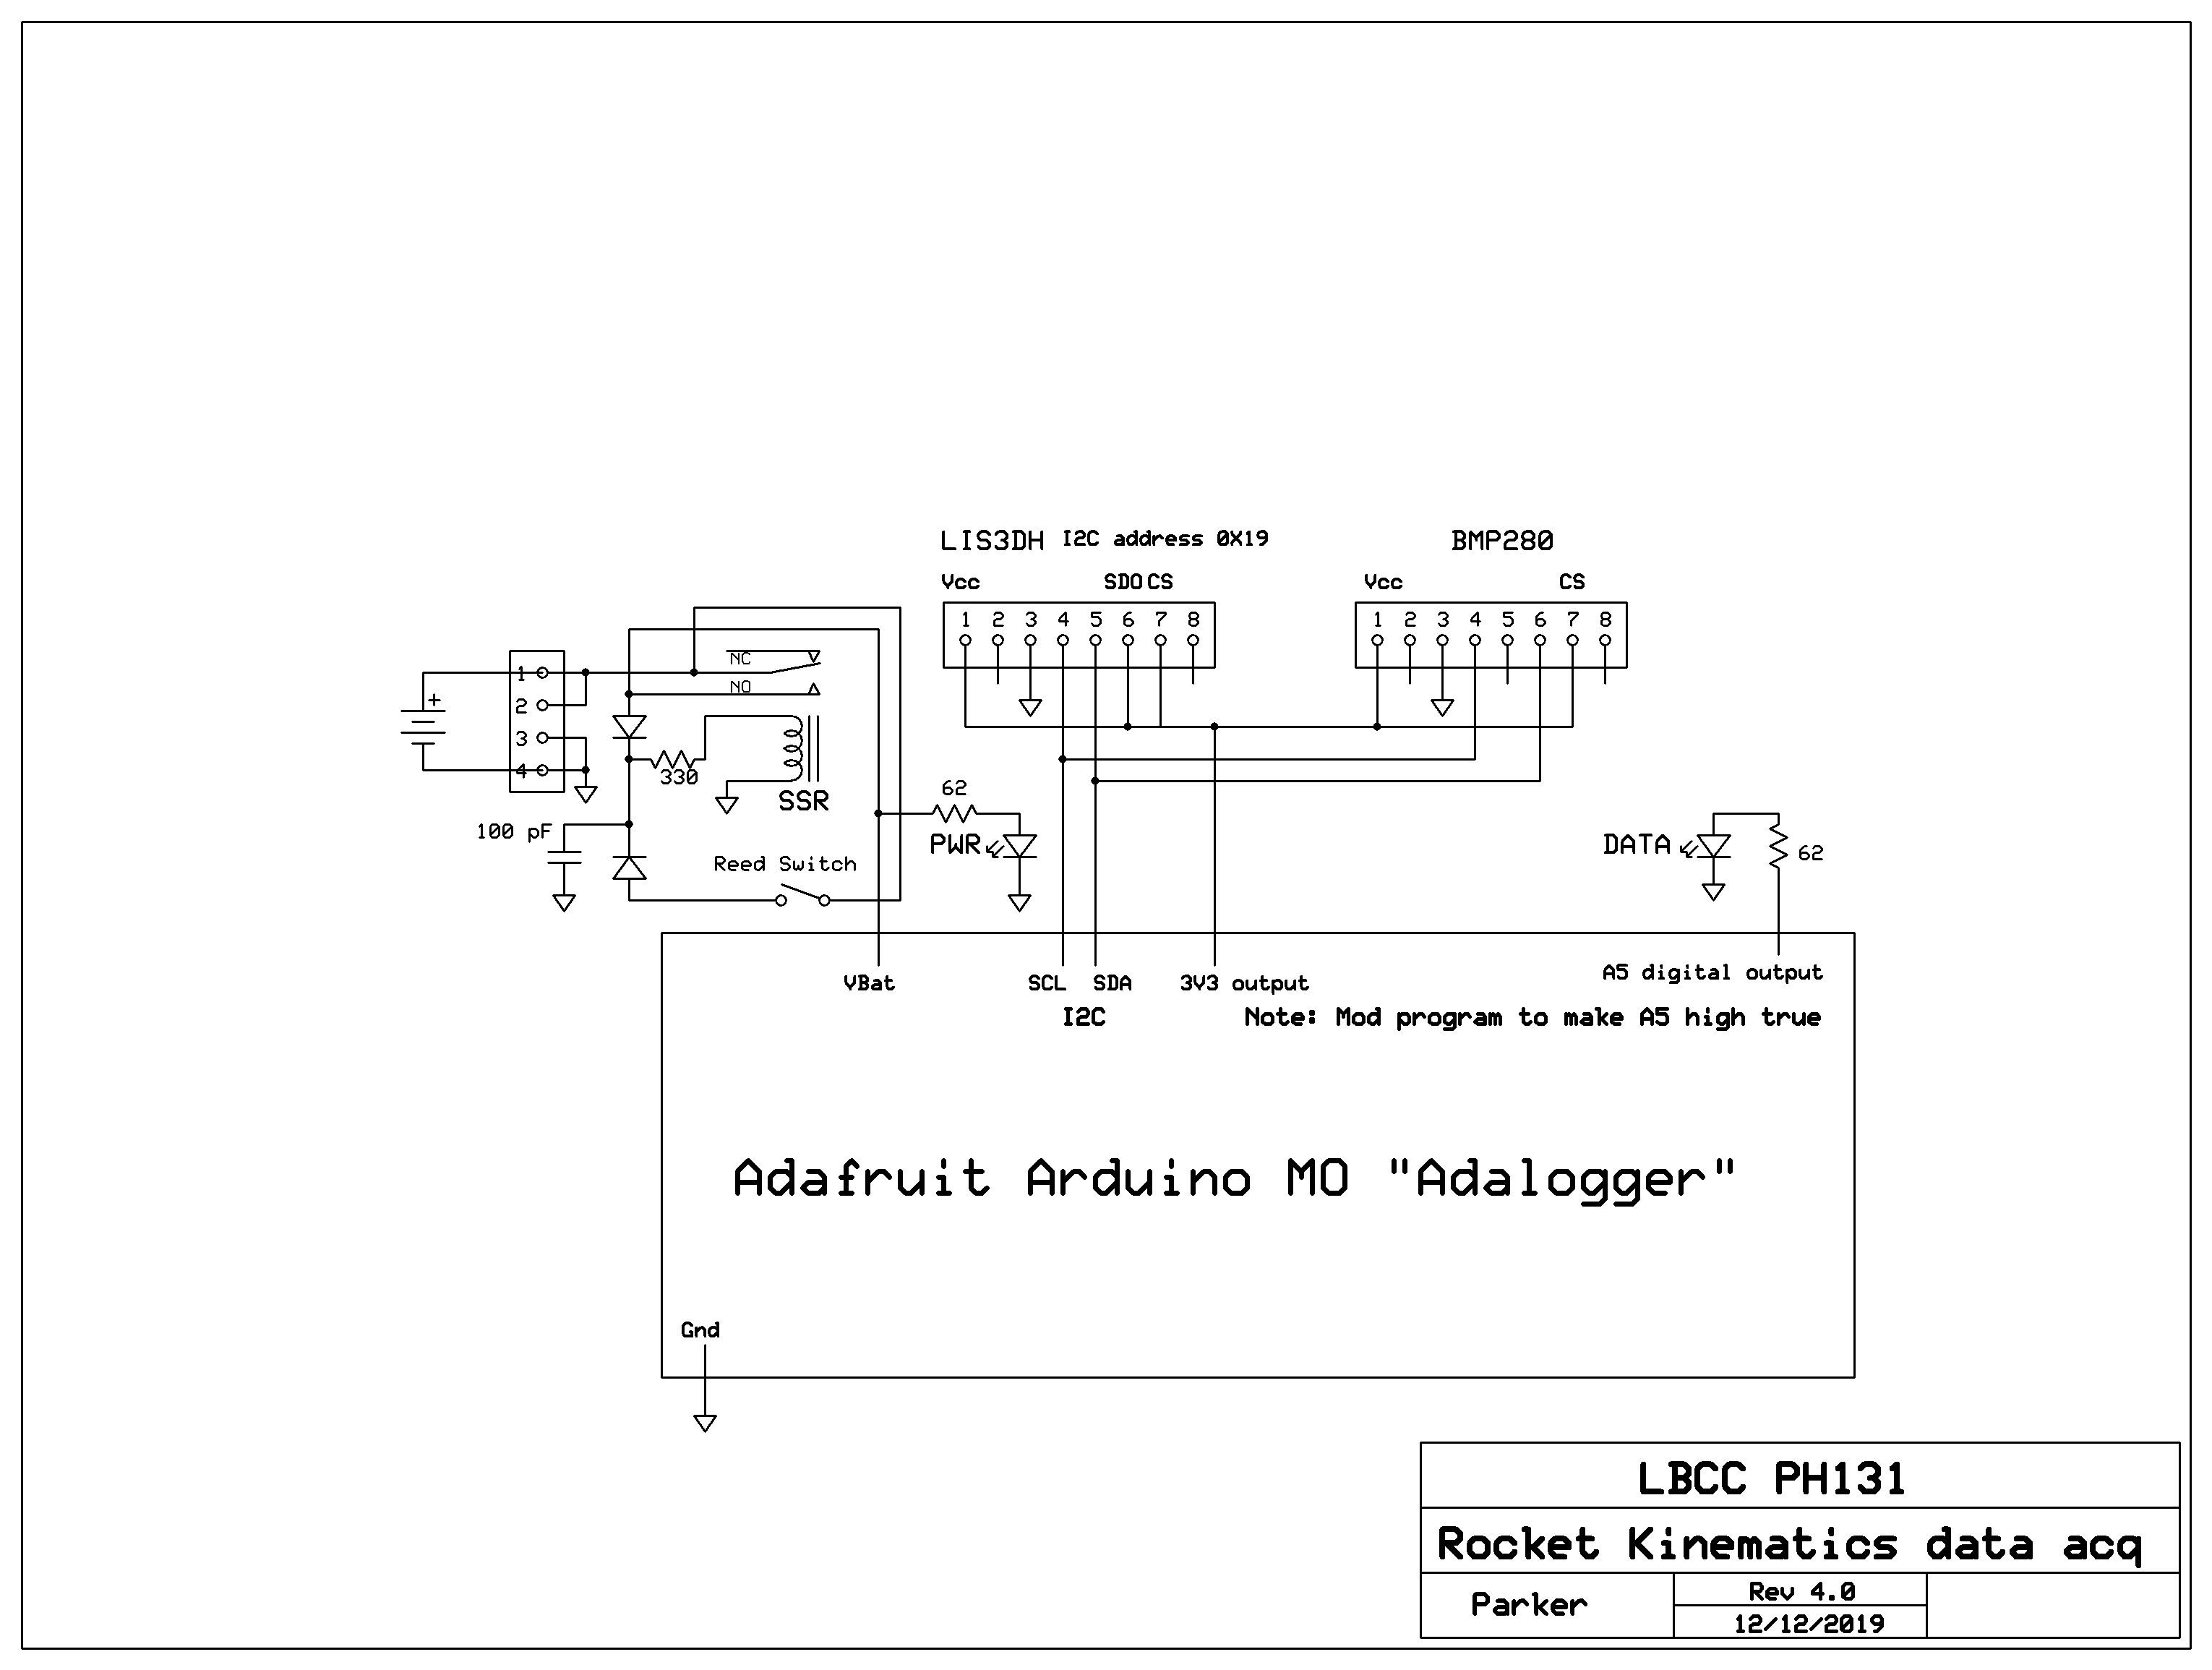 LIS3DH I2C address 0X19
BMP280
Vcc SDO CS
Vcc CS
1 2 3 4 5 6 7 8
1 2 3 4 5 6 7 8
NC
NO
1
2
3
4
+
330
SSR
62
100 pF
PWR
Reed Switch
DATA
62
VBat
SCL SDA
3V3 output
A5 digital output
I2C
Note: Mod program to make A5 high true
Adafruit Arduino M0 "Adalogger"
Gnd
LBCC PH131
Rocket Kinematics data acq
Parker
Rev 4.0
12/12/2019